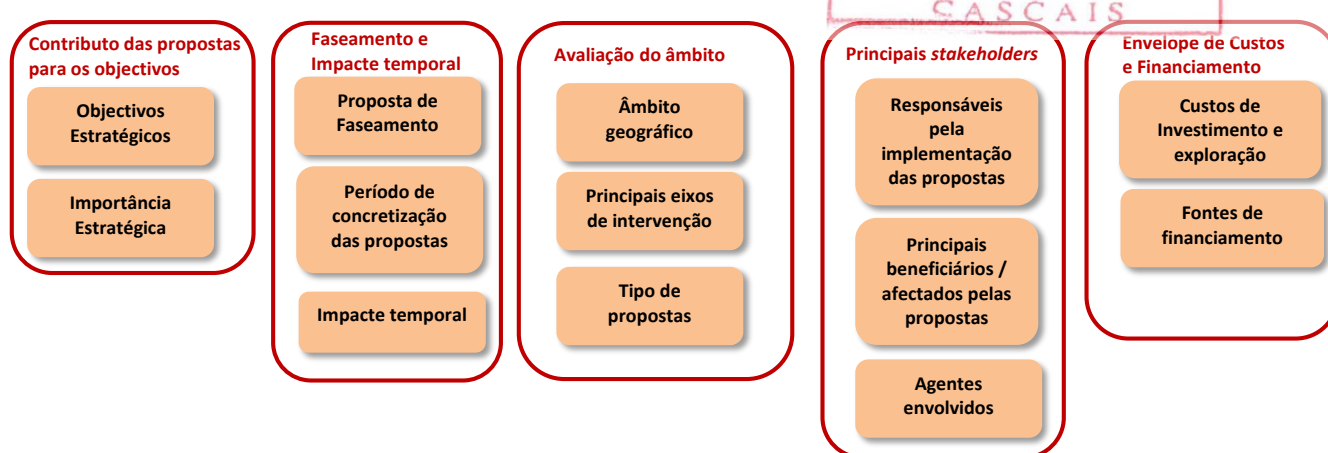 CASCAIS
Contributo das propostas
para os objectivos
Objectivos
Estratégicos
Importância
Estratégica
Faseamento e
Impacte temporal
Proposta de
Faseamento
Período de
concretização
das propostas
Impacte temporal
Avaliação do âmbito
Âmbito
geográfico
Principais eixos
de intervenção
Tipo de
propostas
Principais stakeholders
Responsáveis
pela
implementação
das propostas
Principais
beneficiários /
afectados pelas
propostas
Agentes
envolvidos
Envelope de Custos
e Financiamento
Custos de
Investimento e
exploração
Fontes de
financiamento